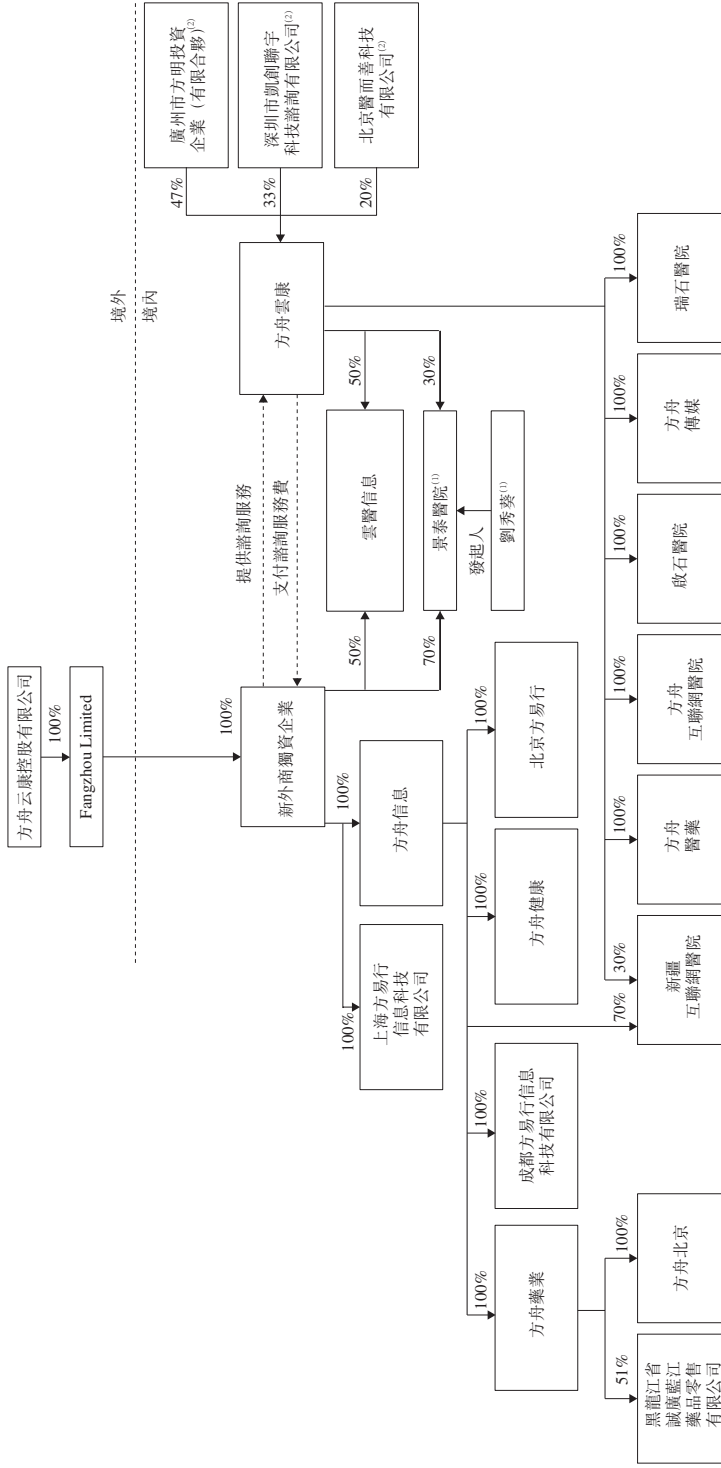 方舟云康控股有限公司
100%
Fangzhou Limited
境外
境內
100%
新外商獨資企業
提供諮詢服務
支付諮詢服務費
方舟雲康
47%
廣州市方明投資
企業（有限合夥）(2)
33%
深圳市凱創聯宇
科技諮詢有限公司(2)
20%
北京醫而善科技
有限公司(2)
100%
上海方易行
信息科技
有限公司
100%
方舟信息
50%
雲醫信息
50%
70%
景泰醫院(1)
30%
發起人
劉秀葵(1)
100%
方舟藥業
100%
成都方易行信息
科技有限公司
100%
方舟健康
100%
北京方易行
51%
黑龍江省
誠廣藍江
藥品零售
有限公司
100%
方舟北京
70%
30%
新疆
互聯網醫院
100%
方舟
醫藥
100%
方舟
互聯網醫院
100%
啟石醫院
100%
方舟
傳媒
100%
瑞石醫院